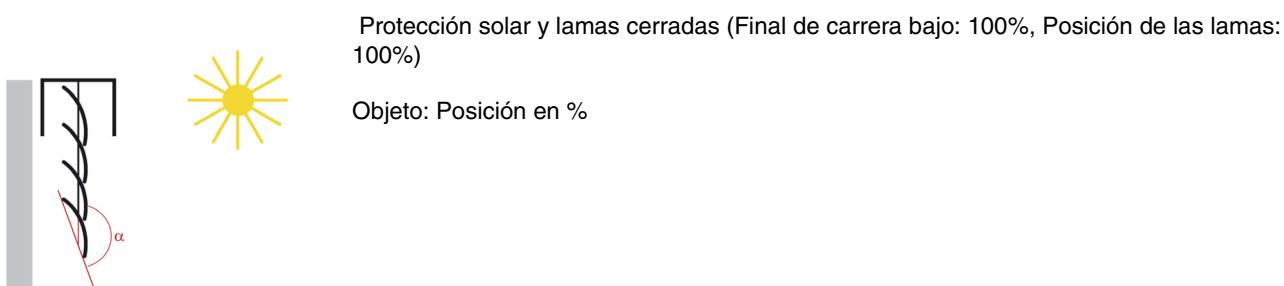 Protección solar y lamas cerradas (Final de carrera bajo: 100%, Posición de las lamas:
100%)
Objeto: Posición en %
α